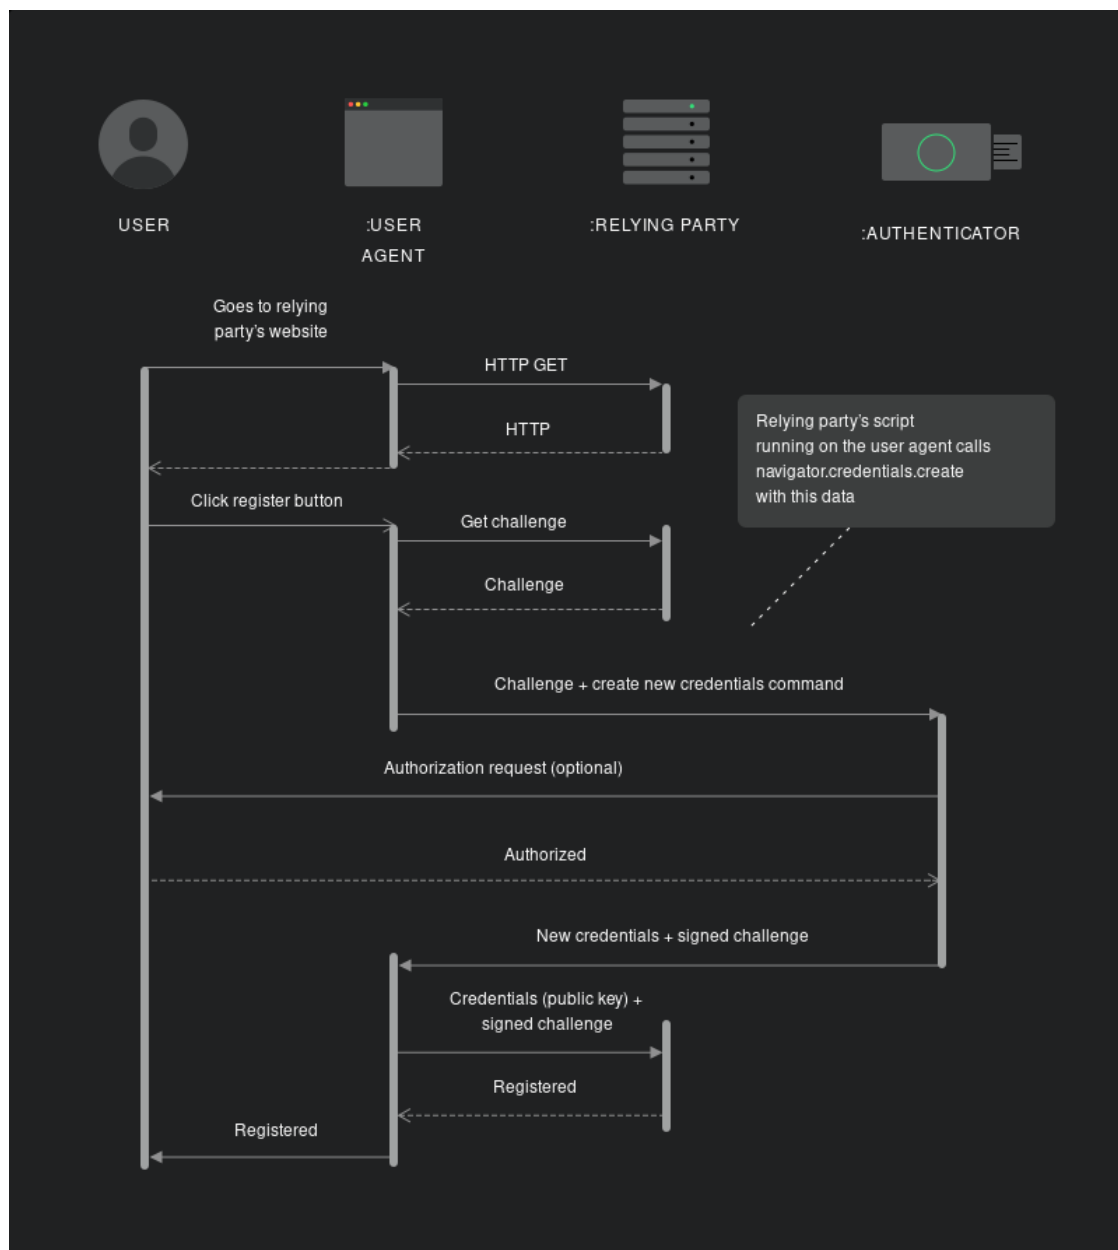 USER
:USER
AGENT
:RELYING PARTY
:AUTHENTICATOR
Goes to relying
party’s website
HTTP GET
HTTP
Relying party’s script
running on the user agent calls
navigator.credentials.create
with this data
Click register button
Get challenge
Challenge
Challenge + create new credentials command
Authorization request (optional)
Authorized
New credentials + signed challenge
Credentials (public key) +
signed challenge
Registered
Registered